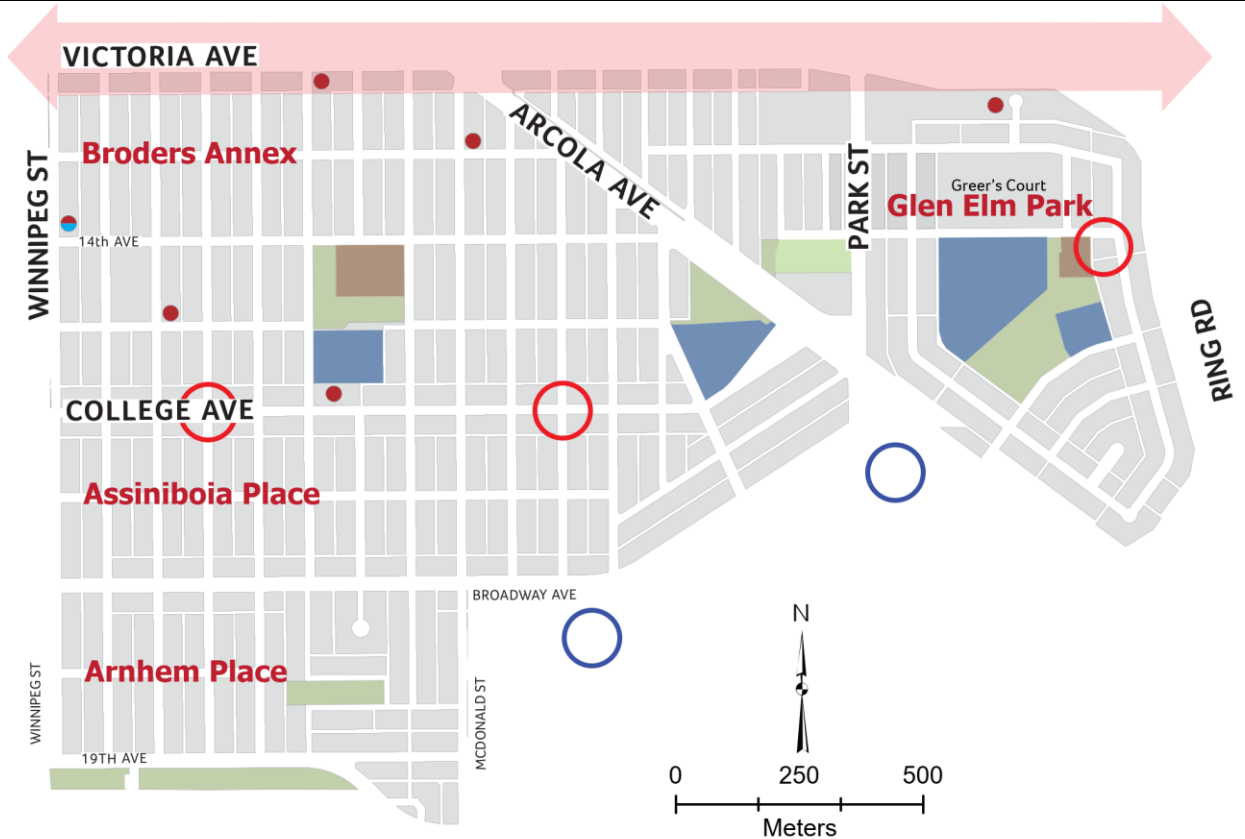 VICTORIA AVE
ARCOLA AVE
Broders Annex
WINNIPEG ST
PARK ST
Greer's Court
Glen Elm Park
14th AVE
RING RD
COLLEGE AVE
Assiniboia Place
BROADWAY AVE
N
Arnhem Place
WINNIPEG ST
MCDONALD ST
19TH AVE
0 250 500
Meters